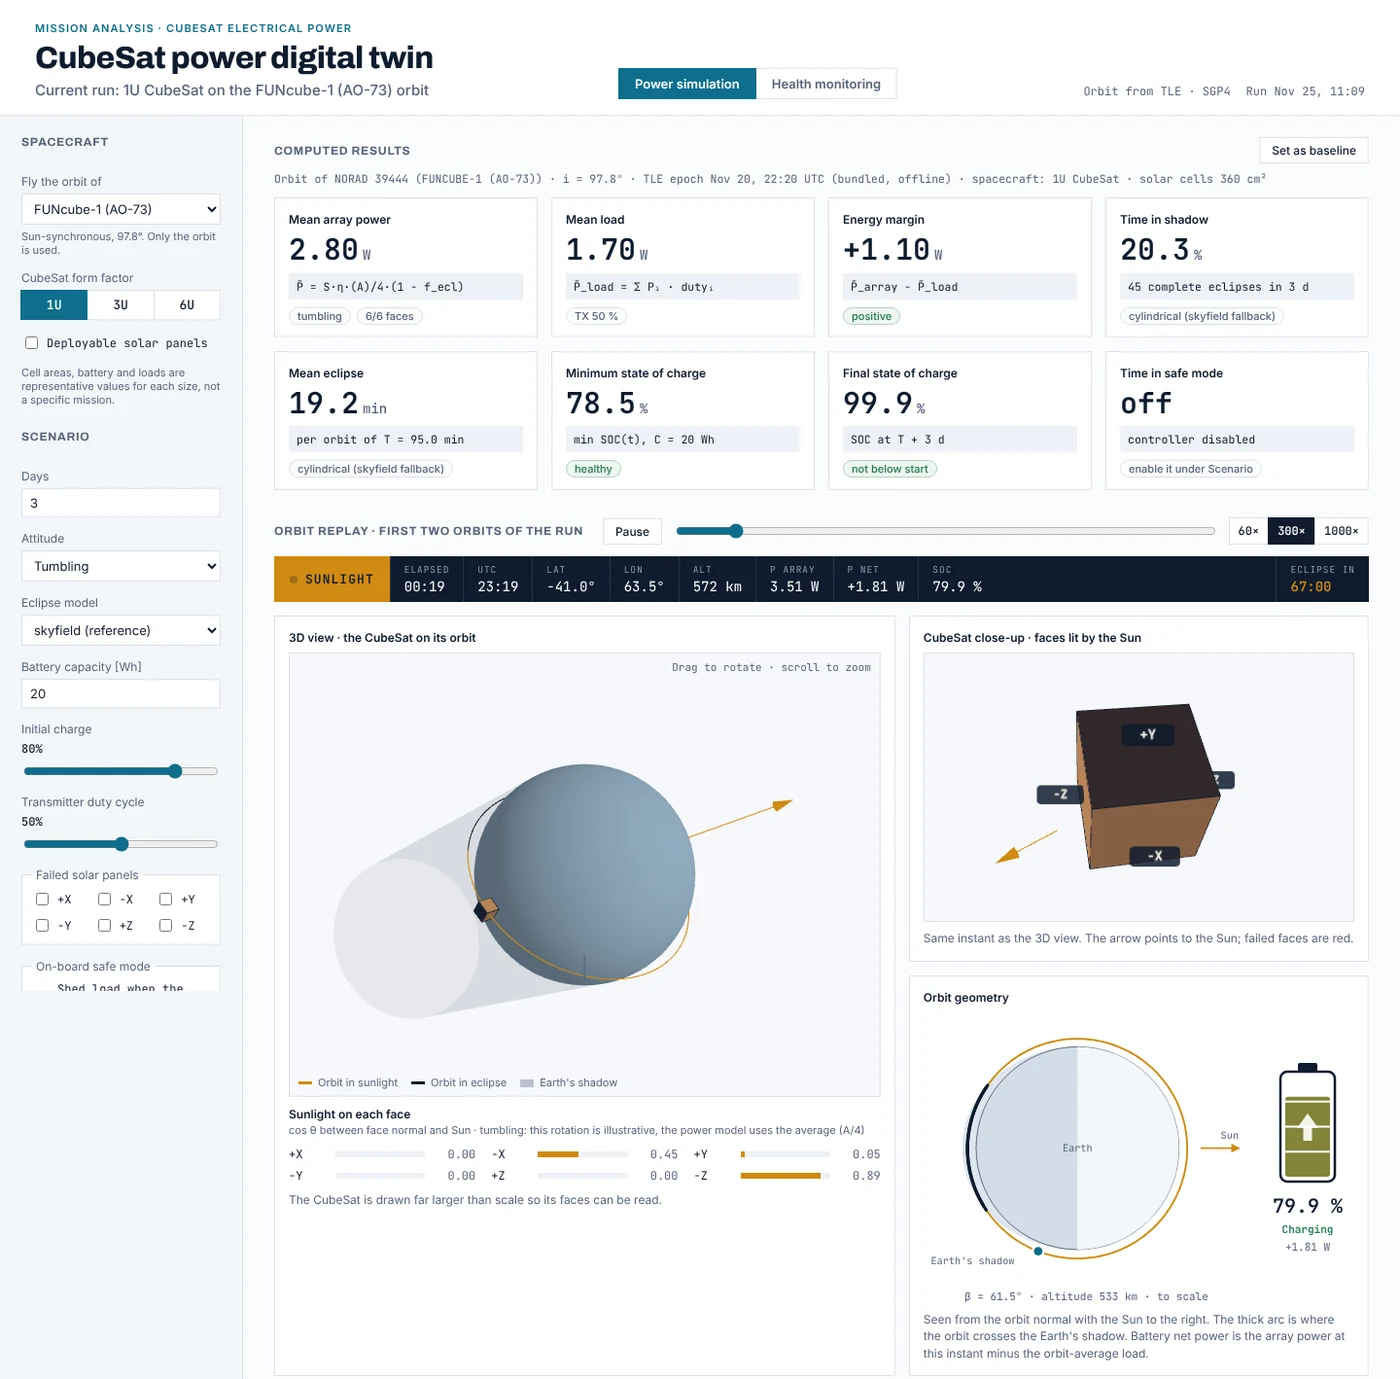 MISSION ANALYSIS · CUBESAT ELECTRICAL POWER
CubeSat power digital twin
Current run: 1U CubeSat on the FUNcube-1 (AO-73) orbit
Power simulation
Health monitoring
Orbit from TLE · SGP4 Run Nov 25, 11:09
SPACECRAFT
Fly the orbit of
FUNcube-1 (AO-73)
Sun-synchronous, 97.8°. Only the orbit
is used.
CubeSat form factor
1U 3U 6U
Deployable solar panels
Cell areas, battery and loads are
representative values for each size, not
a specific mission.
SCENARIO
Days
3
Attitude
Tumbling
Eclipse model
skyfield (reference)
Battery capacity [Wh]
20
Initial charge
80%
Transmitter duty cycle
50%
Failed solar panels
+X -X +Y
-Y +Z -Z
On-board safe mode
Shed load when the
COMPUTED RESULTS
Set as baseline
Orbit of NORAD 39444 (FUNCUBE-1 (AO-73)) · i = 97.8° · TLE epoch Nov 20, 22:20 UTC (bundled, offline) · spacecraft: 1U CubeSat · solar cells 360 cm²
Mean array power
2.80 W
P̄ = S·η·⟨A⟩/4·(1 - f_ecl)
tumbling 6/6 faces
Mean load
1.70 W
P̄_load = Σ Pᵢ · dutyᵢ
TX 50 %
Energy margin
+1.10 W
P̄_array - P̄_load
positive
Time in shadow
20.3 %
45 complete eclipses in 3 d
cylindrical (skyfield fallback)
Mean eclipse
19.2 min
per orbit of T = 95.0 min
cylindrical (skyfield fallback)
Minimum state of charge
78.5 %
min SOC(t), C = 20 Wh
healthy
Final state of charge
99.9 %
SOC at T + 3 d
not below start
Time in safe mode
off
controller disabled
enable it under Scenario
ORBIT REPLAY · FIRST TWO ORBITS OF THE RUN
Pause
60× 300× 1000×
SUNLIGHT
ELAPSED
00:19
UTC
23:19
LAT
-41.0°
LON
63.5°
ALT
572 km
P ARRAY
3.51 W
P NET
+1.81 W
SOC
79.9 %
ECLIPSE IN
67:00
3D view · the CubeSat on its orbit
Drag to rotate · scroll to zoom
Orbit in sunlight Orbit in eclipse Earth's shadow
Sunlight on each face
cos θ between face normal and Sun · tumbling: this rotation is illustrative, the power model uses the average (A/4)
+X 0.00 -X 0.45 +Y 0.05
-Y 0.00 +Z 0.00 -Z 0.89
The CubeSat is drawn far larger than scale so its faces can be read.
CubeSat close-up · faces lit by the Sun
+Y
Z
-Z
-X
Same instant as the 3D view. The arrow points to the Sun; failed faces are red.
Orbit geometry
Sun
Earth
79.9 %
Charging
+1.81 W
Earth's shadow
β = 61.5° · altitude 533 km · to scale
Seen from the orbit normal with the Sun to the right. The thick arc is where
the orbit crosses the Earth's shadow. Battery net power is the array power at
this instant minus the orbit-average load.